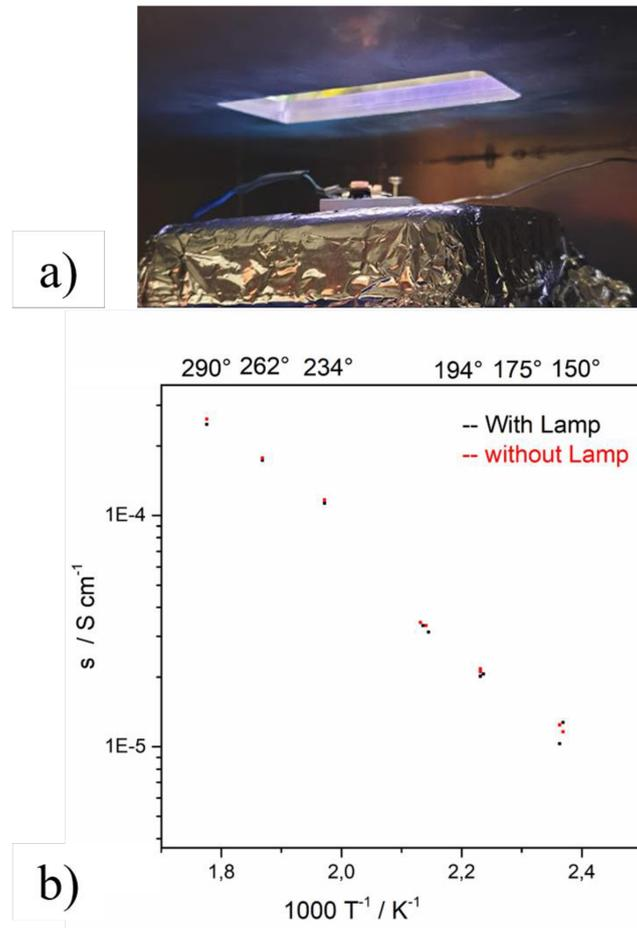 a)
290° 262° 234° 194° 175° 150°
-- With Lamp
-- without Lamp
1E-4
1E-5
s / S cm⁻¹
1,8 2,0 2,2 2,4
1000 T⁻¹ / K⁻¹
b)